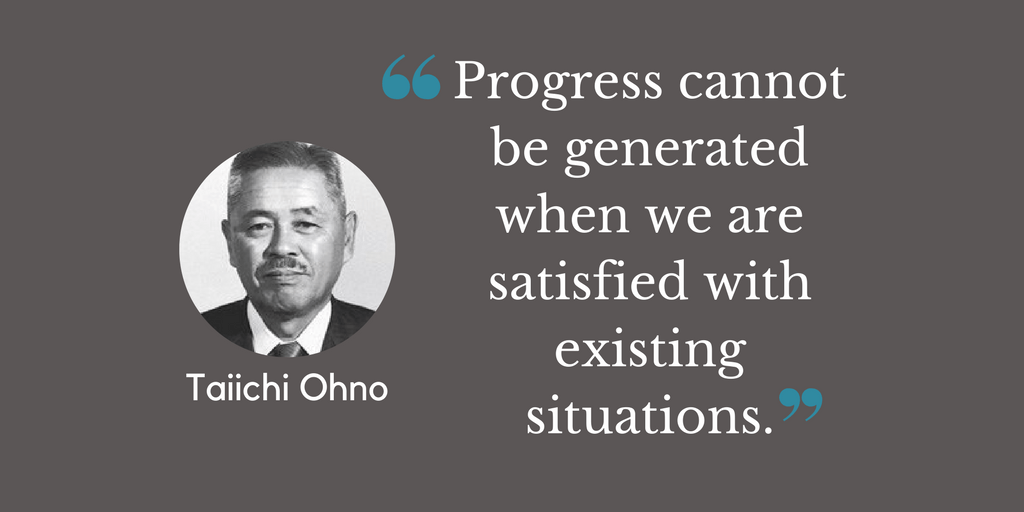 “Progress cannot
be generated
when we are
satisfied with
existing
situations.”
Taiichi Ohno